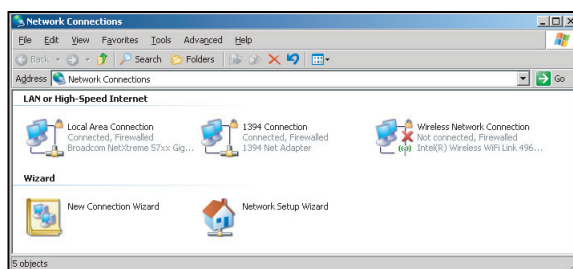 Network Connections
File Edit View Favorites Tools Advanced Help
Back Search Folders
Address Network Connections Go
LAN or High-Speed Internet
Local Area Connection
Connected, Firewalled
Broadcom NetXtreme 57xx Gig...
1394 Connection
Connected, Firewalled
1394 Net Adapter
Wireless Network Connection
Not connected, Firewalled
Intel(R) Wireless WiFi Link 496...
Wizard
New Connection Wizard
Network Setup Wizard
5 objects